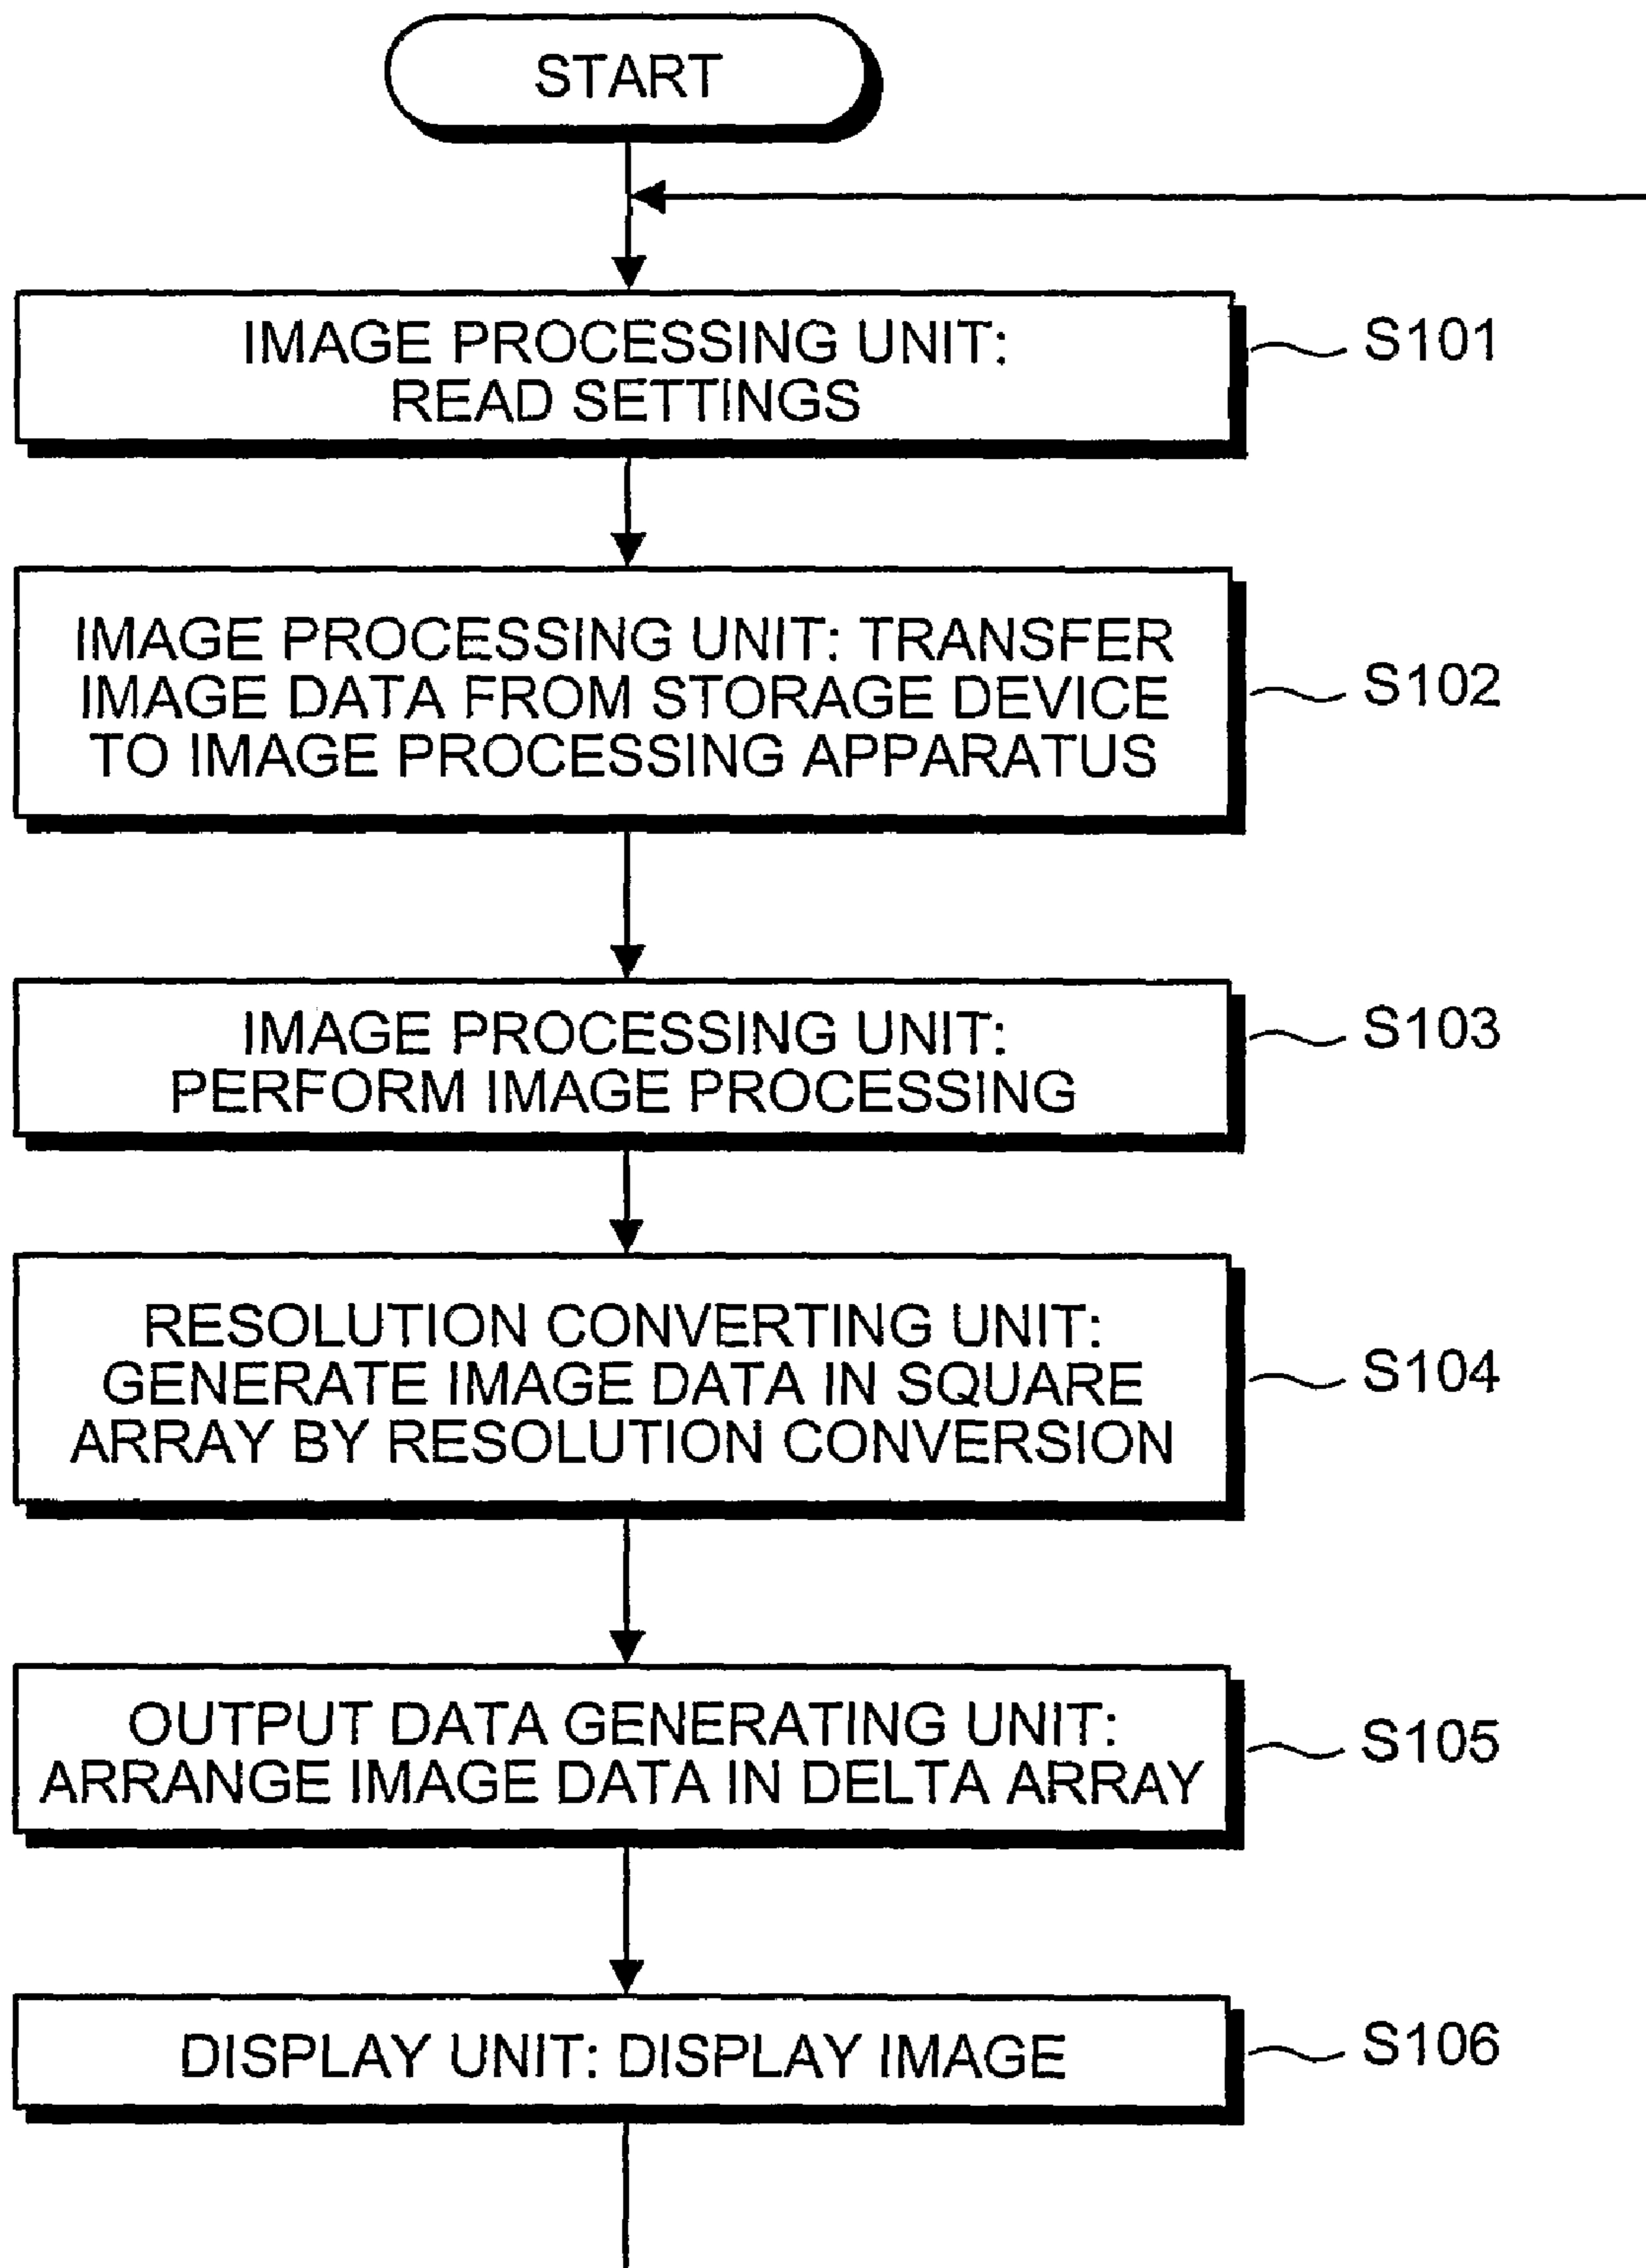 START
IMAGE PROCESSING UNIT:
READ SETTINGS
S101
IMAGE PROCESSING UNIT: TRANSFER
IMAGE DATA FROM STORAGE DEVICE
TO IMAGE PROCESSING APPARATUS
S102
IMAGE PROCESSING UNIT:
PERFORM IMAGE PROCESSING
S103
RESOLUTION CONVERTING UNIT:
GENERATE IMAGE DATA IN SQUARE
ARRAY BY RESOLUTION CONVERSION
S104
OUTPUT DATA GENERATING UNIT:
ARRANGE IMAGE DATA IN DELTA ARRAY
S105
DISPLAY UNIT: DISPLAY IMAGE
S106